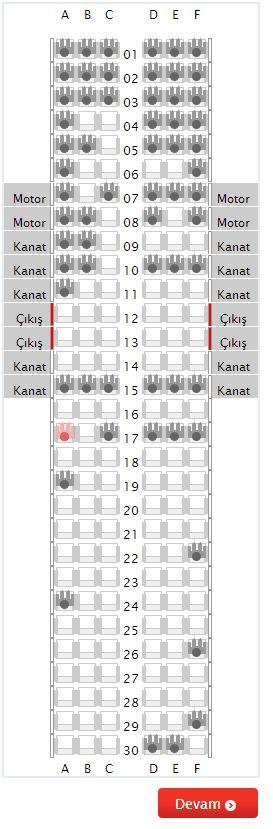 A B C D E F
01
02
03
04
05
06
Motor 07 Motor
Motor 08 Motor
Kanat 09 Kanat
Kanat 10 Kanat
Kanat 11 Kanat
Çıkış 12 Çıkış
Çıkış 13 Çıkış
Kanat 14 Kanat
Kanat 15 Kanat
16
17
18
19
20
21
22
23
24
25
26
27
28
29
30
A B C D E F
Devam